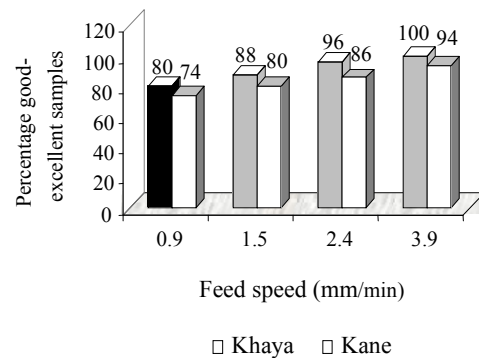 Percentage good-
excellent samples
120
100
80
60
40
20
0
80 74 88 80 96 86 100 94
0.9 1.5 2.4 3.9
Feed speed (mm/min)
□ Khaya □ Kane